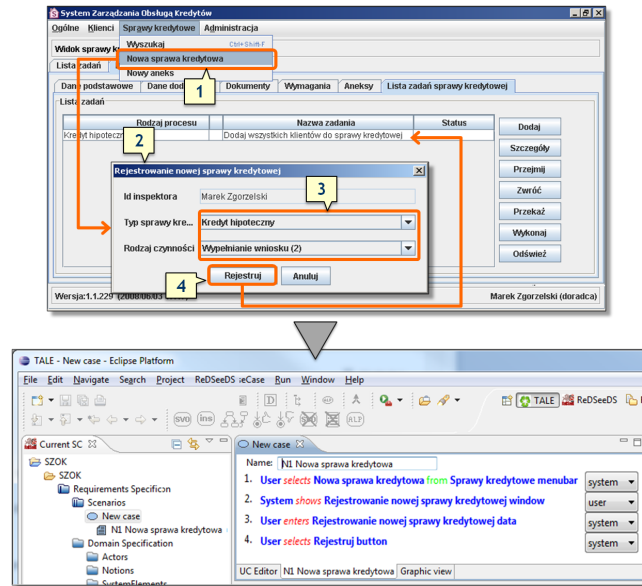 System Zarządzania Obsługą Kredytów
Ogólne Klienci Sprawy kredytowe Administracja
Widok sprawy k
Wyszukaj Ctrl+Shift-F
Nowa sprawa kredytowa
Nowy aneks
Lista zadań
1
Dane podstawowe Dane dod Dokumenty Wymagania Aneksy Lista zadań sprawy kredytowej
Lista zadań
Rodzaj procesu Nazwa zadania Status
Kredyt hipoteczn Dodaj wszystkich klientów do sprawy kredytowej
Dodaj
Szczegóły
Przejmij
Zwróć
Przekaż
Wykonaj
Odśwież
2
Rejestrowanie nowej sprawy kredytowej
3
Id inspektora Marek Zgorzelski
Typ sprawy kre... Kredyt hipoteczny
Rodzaj czynności Wypełnianie wniosku (2)
4
Rejestruj Anuluj
Wersja:1.1.229 (2008/06/03 Marek Zgorzelski (doradca)
TALE - New case - Eclipse Platform
File Edit Navigate Search Project ReDSeeDS seCase Run Window Help
TALE ReDSeeDS
SVO ins ALP
Current SC
SZOK
SZOK
Requirements Specificɔn
Scenarios
New case
N1 Nowa sprawa kredytowa
Domain Specification
Actors
Notions
SystemElements
New case
Name: N1 Nowa sprawa kredytowa
1. User selects Nowa sprawa kredytowa from Sprawy kredytowe menubar system
2. System shows Rejestrowanie nowej sprawy kredytowej window user
3. User enters Rejestrowanie nowej sprawy kredytowej data system
4. User selects Rejestruj button system
UC Editor N1 Nowa sprawa kredytowa Graphic view